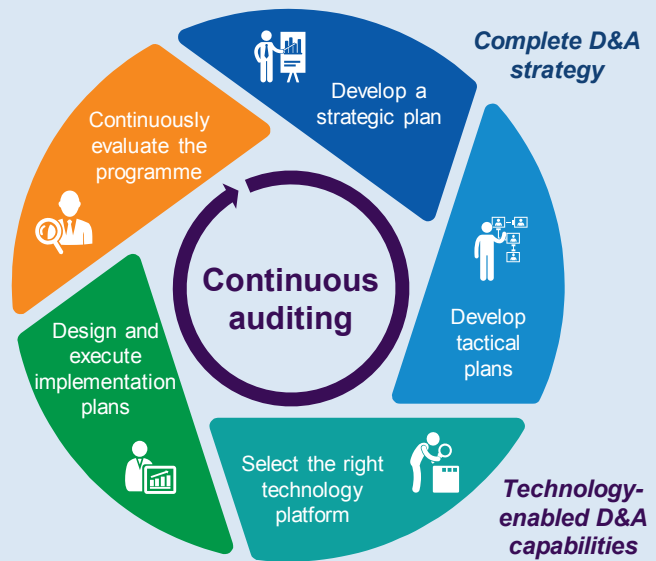 Complete D&A
strategy
Develop a
strategic plan
Develop
tactical plans
Select the right
technology
platform
Technology-
enabled D&A
capabilities
Design and
execute
implementation
plans
Continuously
evaluate the
programme
Continuous
auditing